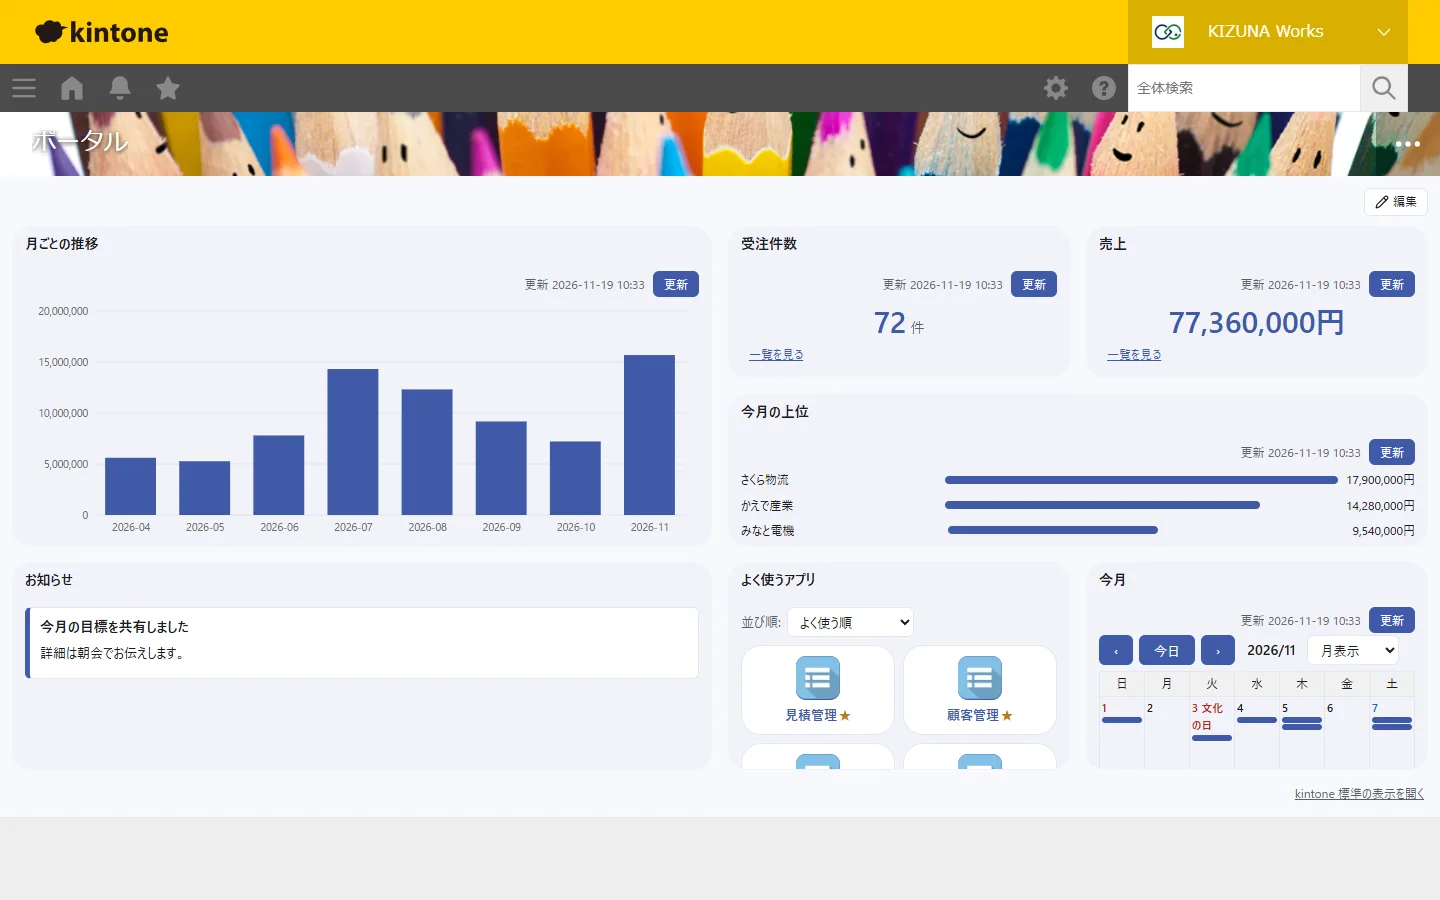 kintone
KIZUNA Works
全体検索
ポータル
編集
月ごとの推移
更新 2026-11-19 10:33 更新
20,000,000
15,000,000
10,000,000
5,000,000
0
2026-04 2026-05 2026-06 2026-07 2026-08 2026-09 2026-10 2026-11
受注件数
更新 2026-11-19 10:33 更新
72 件
一覧を見る
売上
更新 2026-11-19 10:33 更新
77,360,000円
一覧を見る
今月の上位
更新 2026-11-19 10:33 更新
さくら物流 17,900,000円
かえで産業 14,280,000円
みなと電機 9,540,000円
お知らせ
今月の目標を共有しました
詳細は朝会でお伝えします。
よく使うアプリ
並び順: よく使う順
見積管理★ 顧客管理★
今月
更新 2026-11-19 10:33 更新
‹ 今日 › 2026/11 月表示
日 月 火 水 木 金 土
1 2 3 文化の日 4 5 6 7
kintone 標準の表示を開く